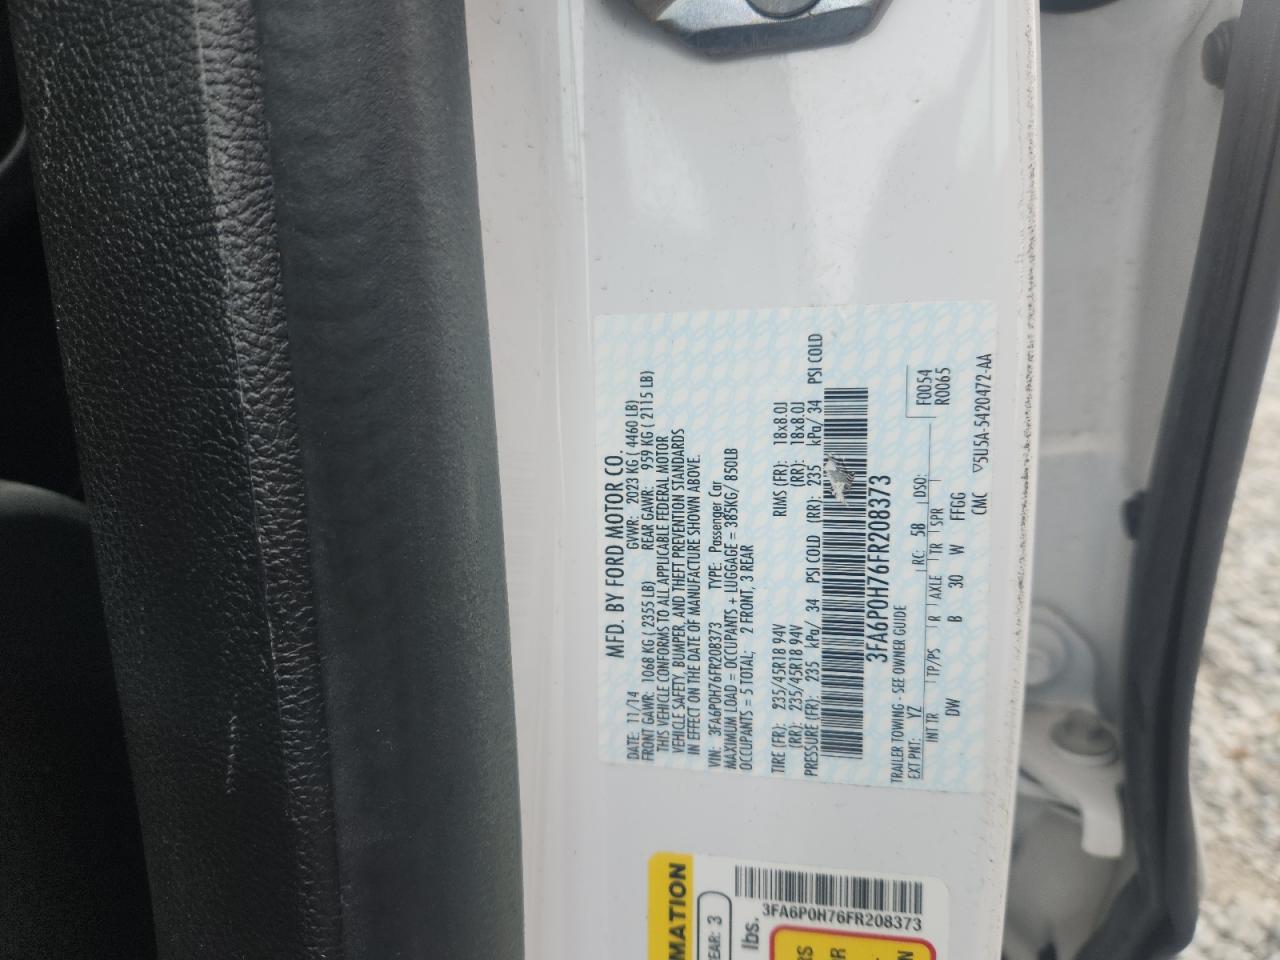 MFD. BY FORD MOTOR CO.
DATE: 11/14 GVWR: 2023 KG ( 4460 LB)
FRONT GAWR: 1068 KG ( 2355 LB) REAR GAWR: 959 KG ( 2115 LB)
THIS VEHICLE CONFORMS TO ALL APPLICABLE FEDERAL MOTOR
VEHICLE SAFETY, BUMPER, AND THEFT PREVENTION STANDARDS
IN EFFECT ON THE DATE OF MANUFACTURE SHOWN ABOVE.
VIN: 3FA6P0H76FR208373 TYPE: Passenger Car
MAXIMUM LOAD = OCCUPANTS + LUGGAGE = 385KG/ 850LB
OCCUPANTS = 5 TOTAL; 2 FRONT, 3 REAR
TIRE (FR): 235/45R18 94V RIMS (FR): 18x8.0J
(RR): 235/45R18 94V (RR): 18x8.0J
PRESSURE (FR): 235 kPa/ 34 PSI COLD (RR): 235 kPa/ 34 PSI COLD
3FA6P0H76FR208373
TRAILER TOWING - SEE OWNER GUIDE F0054
EXT PNT: YZ RC: 5B DSO: R0065
INT TR TP/PS R AXLE TR SPR
DW B 30 W FFGG
CMC ▽5U5A-5420472-AA
3FA6P0H76FR208373
lbs.
EAR: 3
MATION
RS
R
N